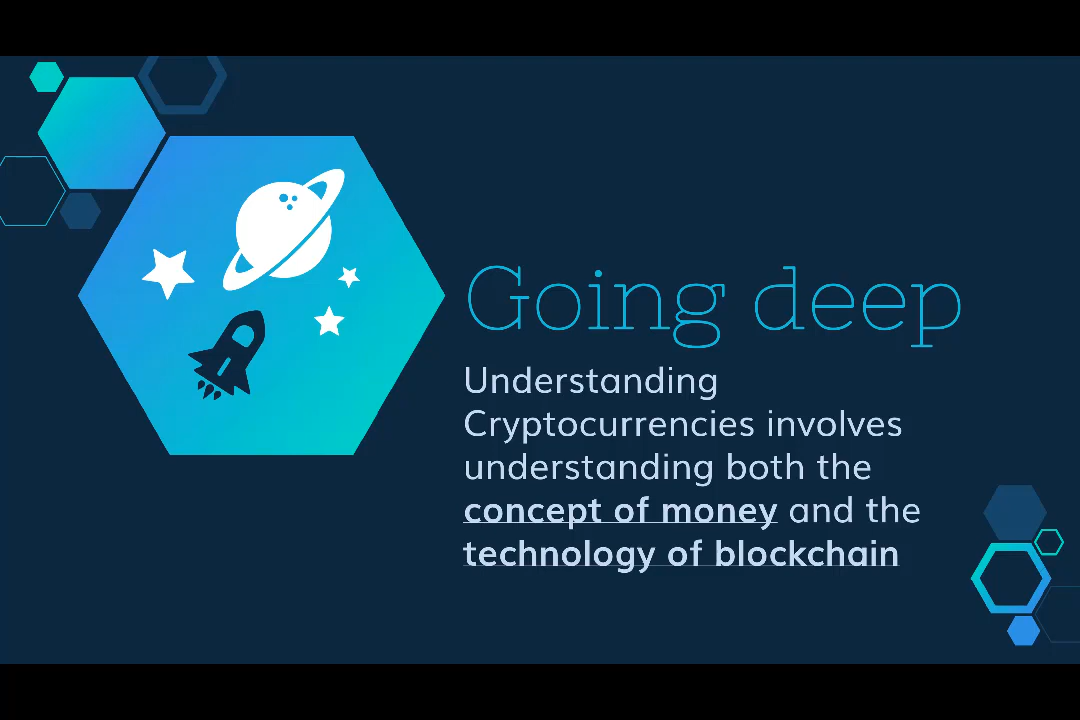 Going deep
Understanding
Cryptocurrencies involves
understanding both the
concept of money and the
technology of blockchain